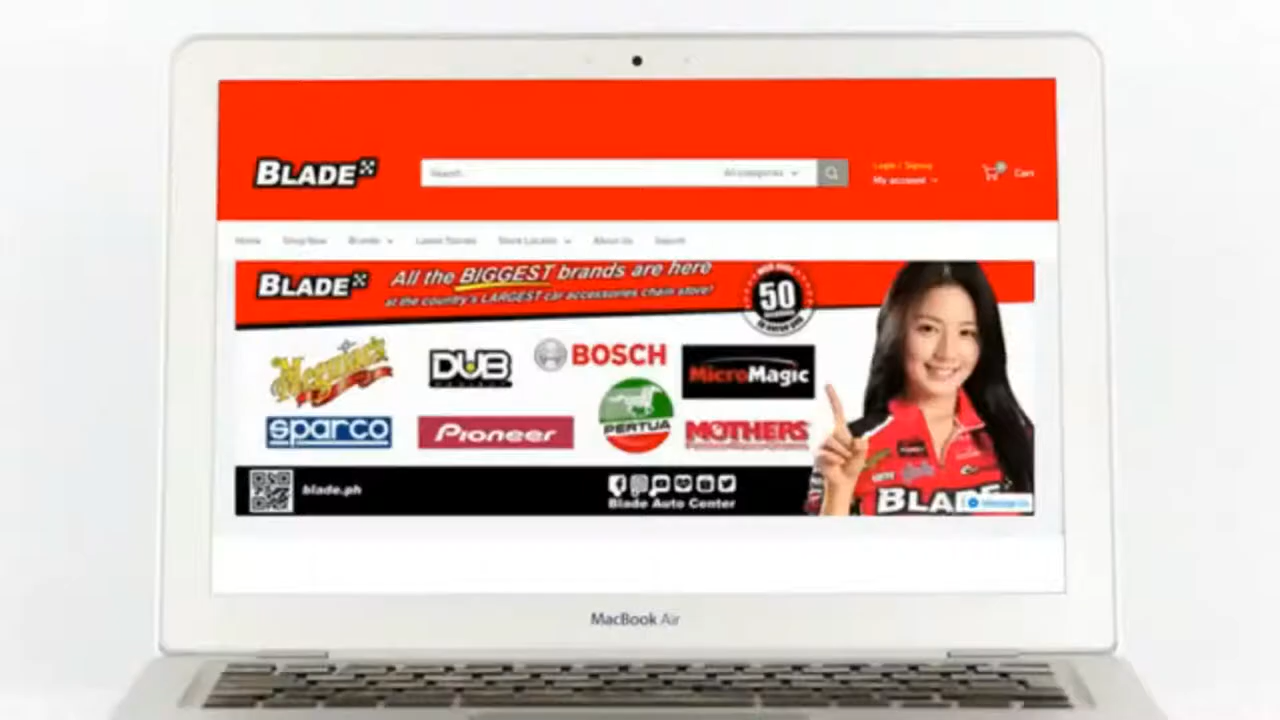 BLADE
Search...
All categories
Login / Signup
My account
Cart
Home
Shop Now
Brands
Latest Stories
Store Locator
About Us
Search
BLADE
All the BIGGEST brands are here
at the country's LARGEST car accessories chain store!
50
Meguiar's
DUB
BOSCH
MicroMagic
sparco
Pioneer
PERTUA
MOTHERS
blade.ph
Blade Auto Center
BLADE
MacBook Air